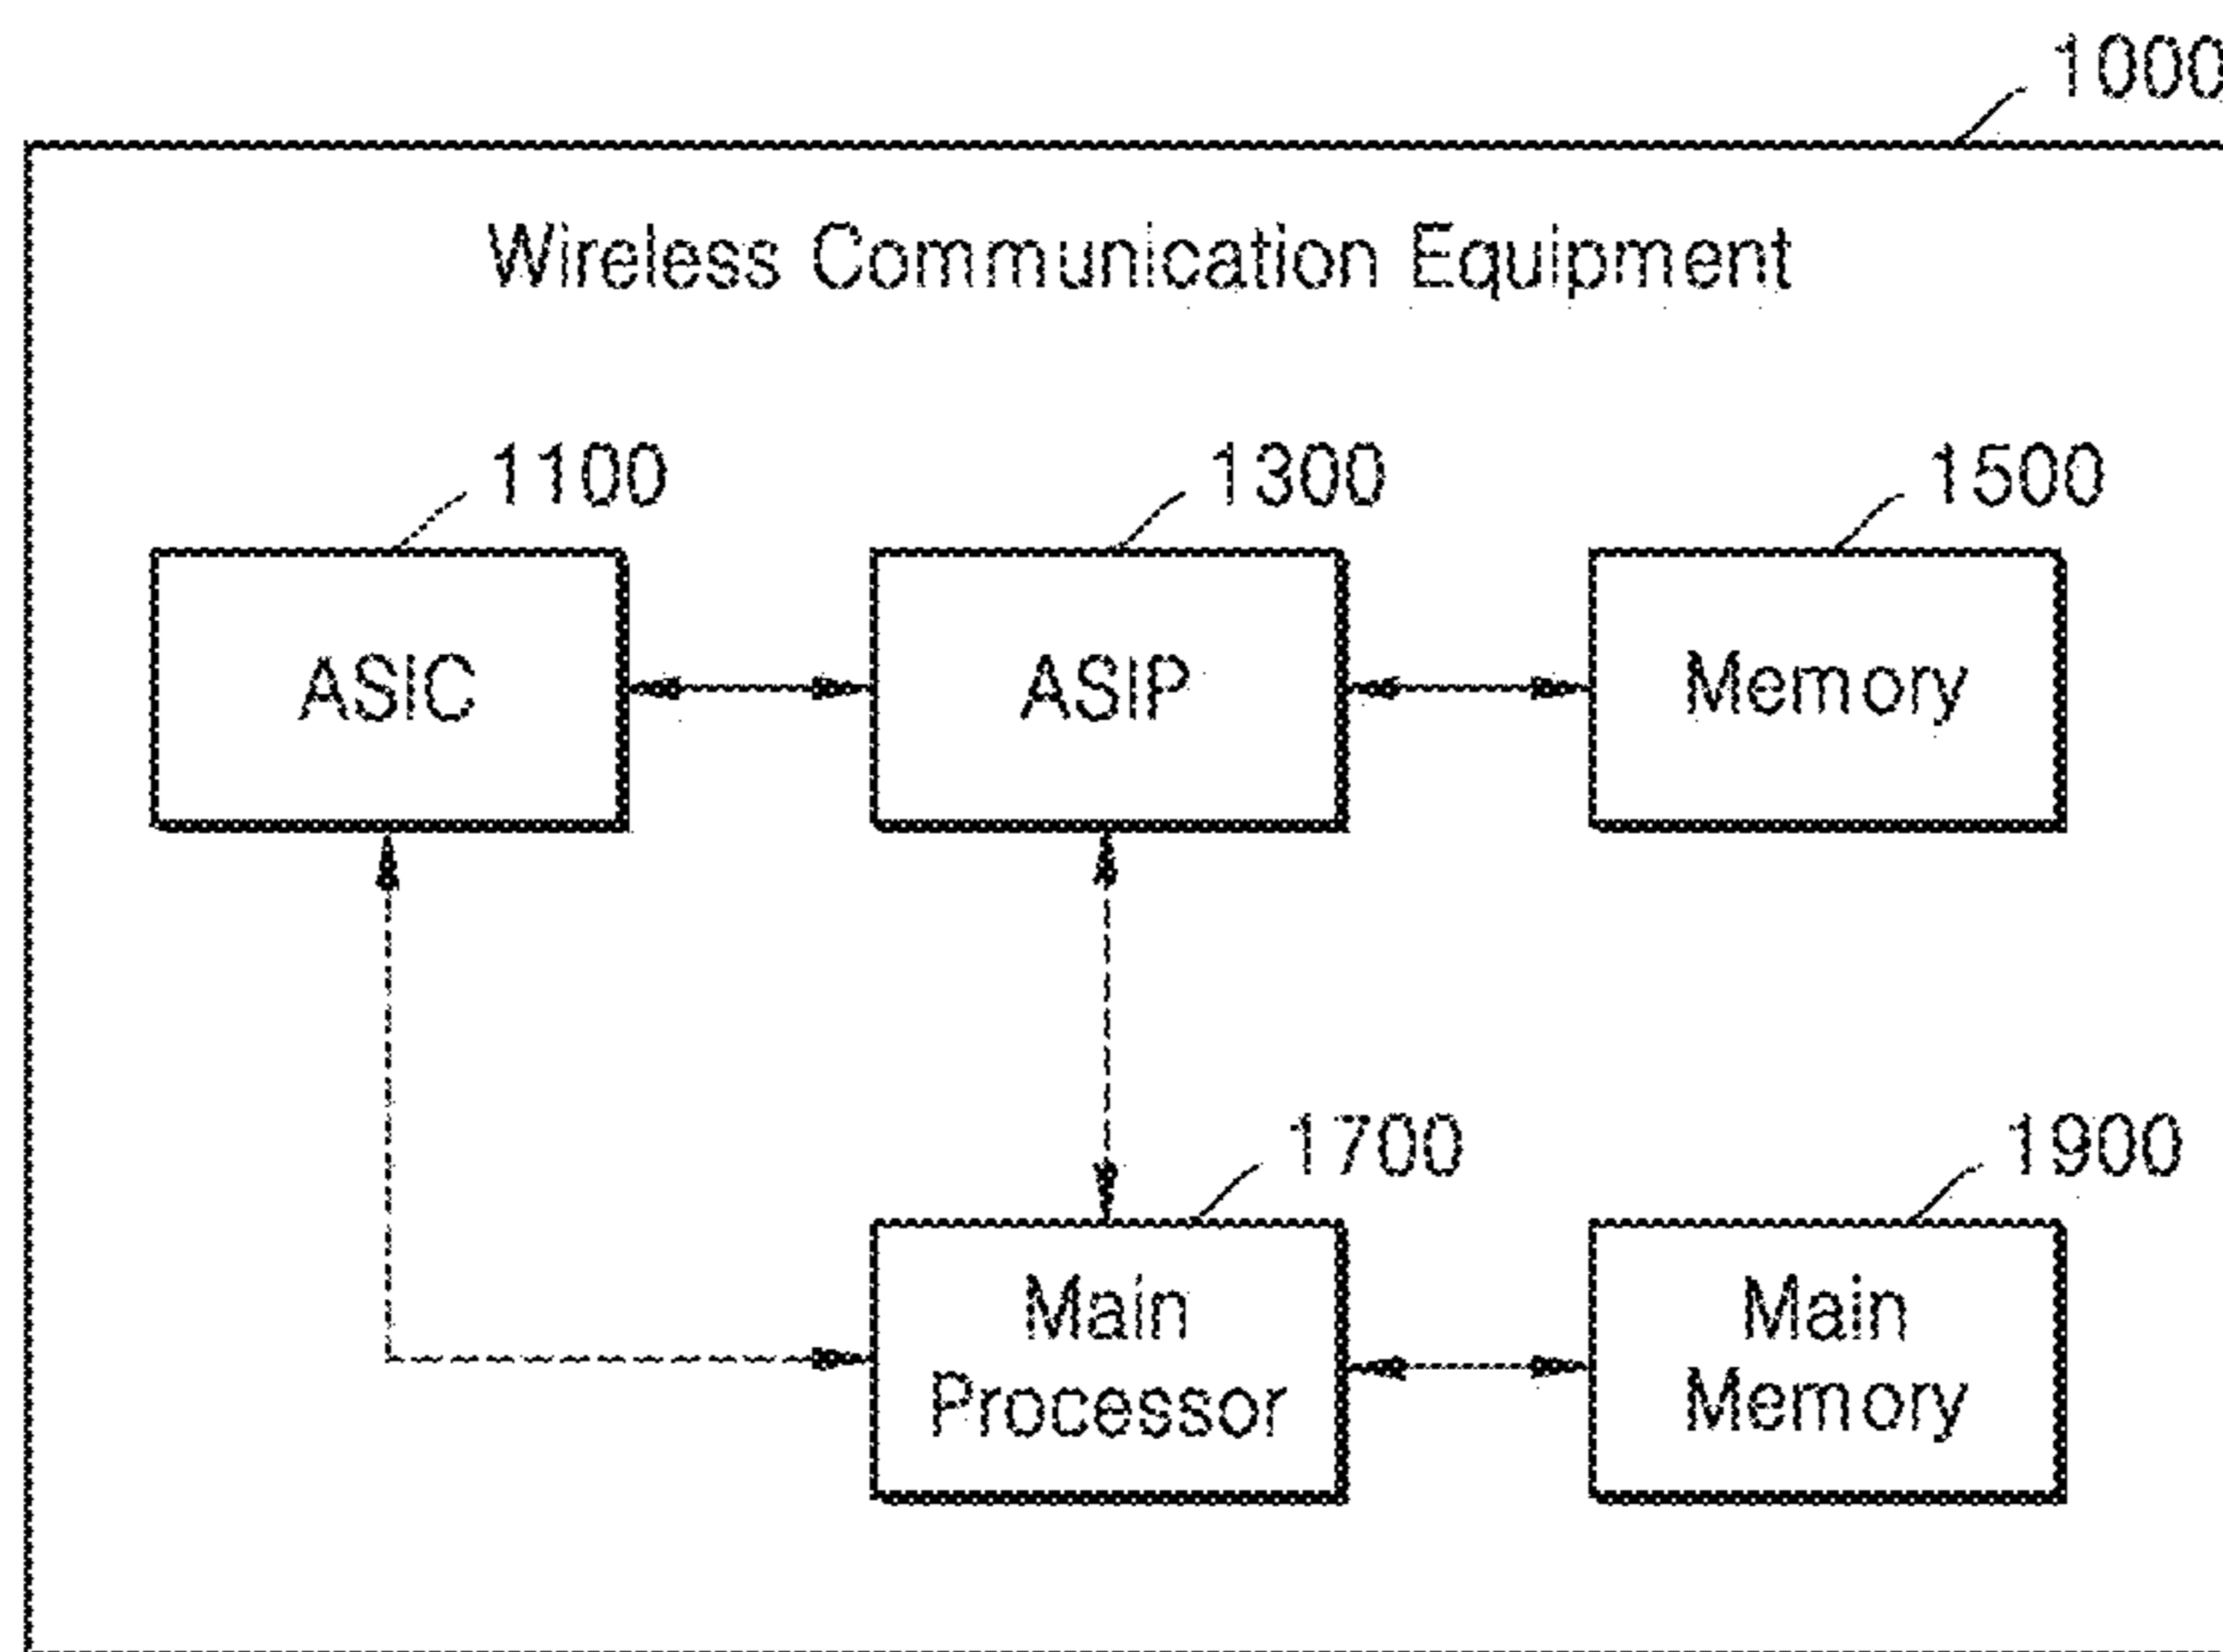 1000
Wireless Communication Equipment
1100
1300
1500
ASIC
ASIP
Memory
1700
1900
Main
Processor
Main
Memory